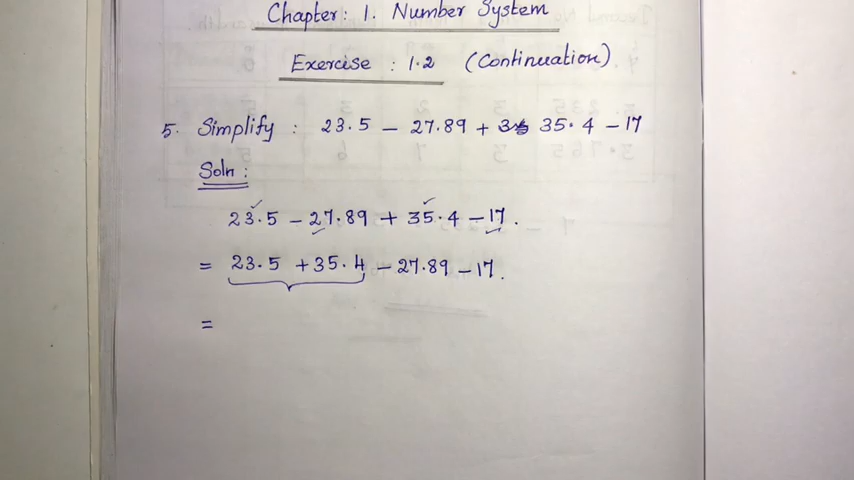 Chapter: 1. Number System
Exercise : 1.2 (Continuation)
5. Simplify : 23.5 - 27.89 + 35.4 - 17
Soln :
23.5 - 27.89 + 35.4 - 17.
= 23.5 + 35.4 - 27.89 - 17.
=